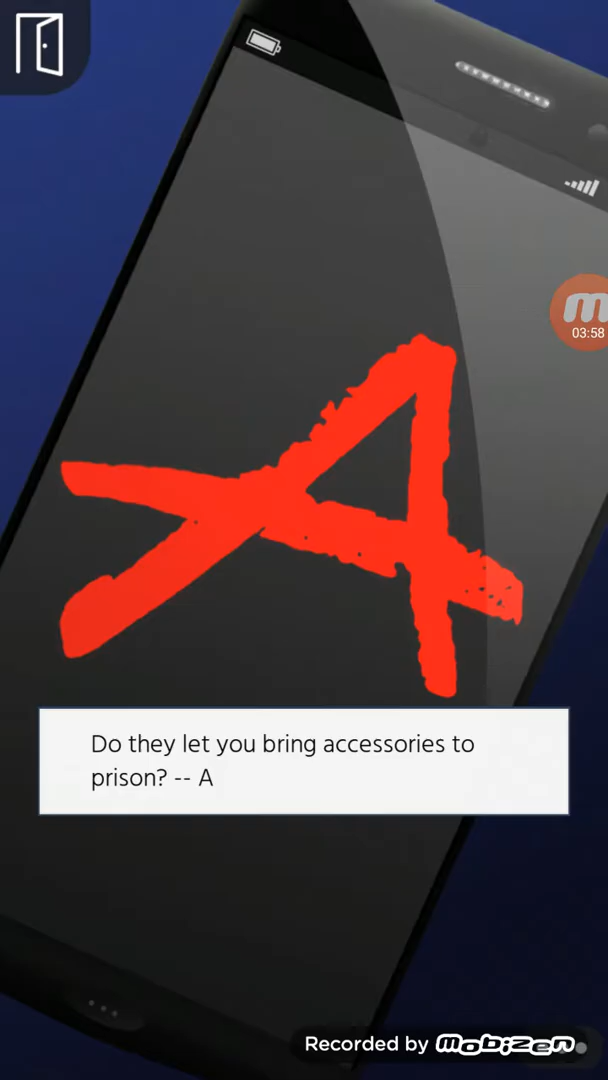 m
03:58
A
Do they let you bring accessories to
prison? -- A
Recorded by mobizen